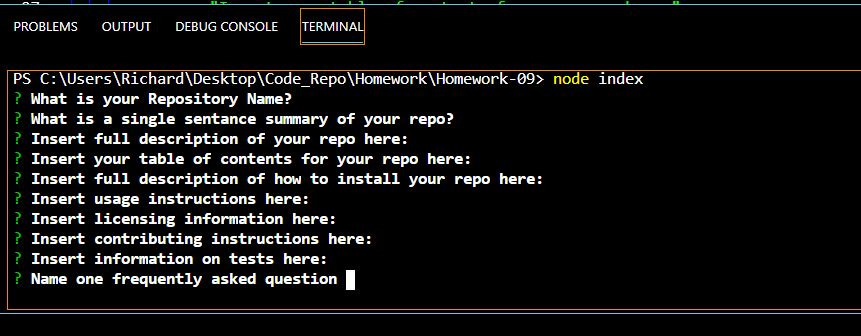 PROBLEMS OUTPUT DEBUG CONSOLE TERMINAL
PS C:\Users\Richard\Desktop\Code_Repo\Homework\Homework-09> node index
? What is your Repository Name?
? What is a single sentance summary of your repo?
? Insert full description of your repo here:
? Insert your table of contents for your repo here:
? Insert full description of how to install your repo here:
? Insert usage instructions here:
? Insert licensing information here:
? Insert contributing instructions here:
? Insert information on tests here:
? Name one frequently asked question